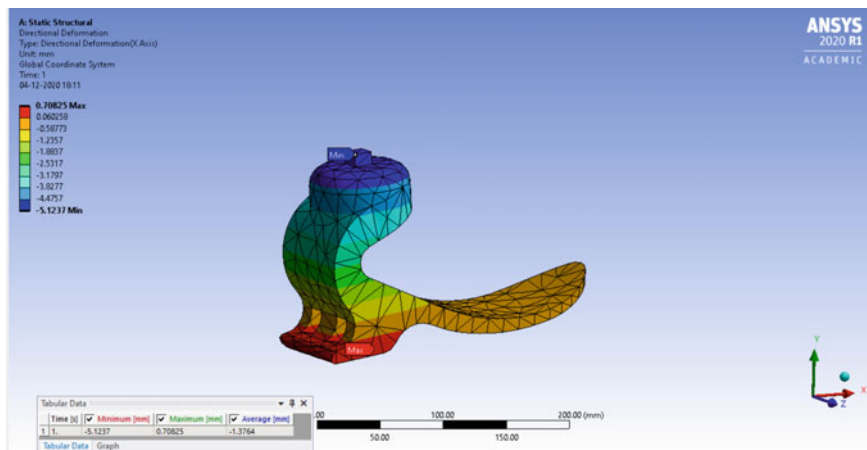 A: Static Structural
Directional Deformation
Type: Directional Deformation(X Axis)
Unit: mm
Global Coordinate System
Time: 1
04-12-2020 18:11
0.70825 Max
0.060258
-0.58773
-1.2357
-1.8837
-2.5317
-3.1797
-3.8277
-4.4757
-5.1237 Min
ANSYS
2020 R1
ACADEMIC
Min
Max
Y
X
Z
.00 100.00 200.00 (mm)
50.00 150.00
Tabular Data
Time [s] Minimum [mm] Maximum [mm] Average [mm]
1 1. -5.1237 0.70825 -1.3764
Tabular Data Graph